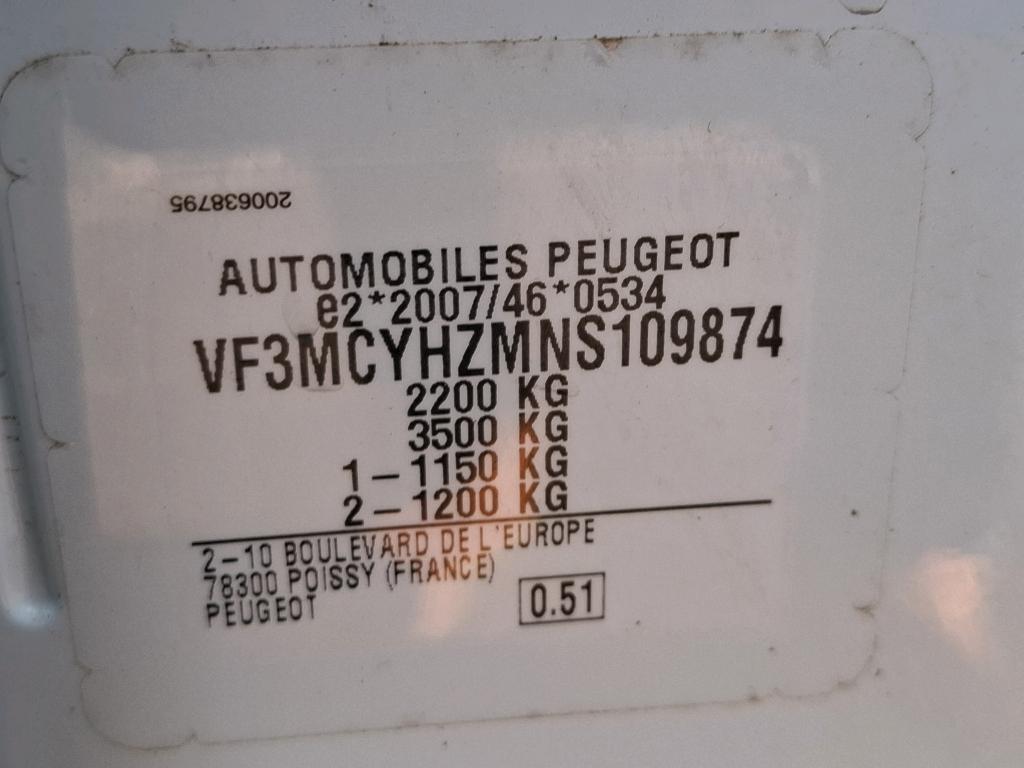 200638795
AUTOMOBILES PEUGEOT
e2*2007/46*0534
VF3MCYHZMNS109874
2200 KG
3500 KG
1-1150 KG
2-1200 KG
2-10 BOULEVARD DE L'EUROPE
78300 POISSY (FRANCE)
PEUGEOT
0.51